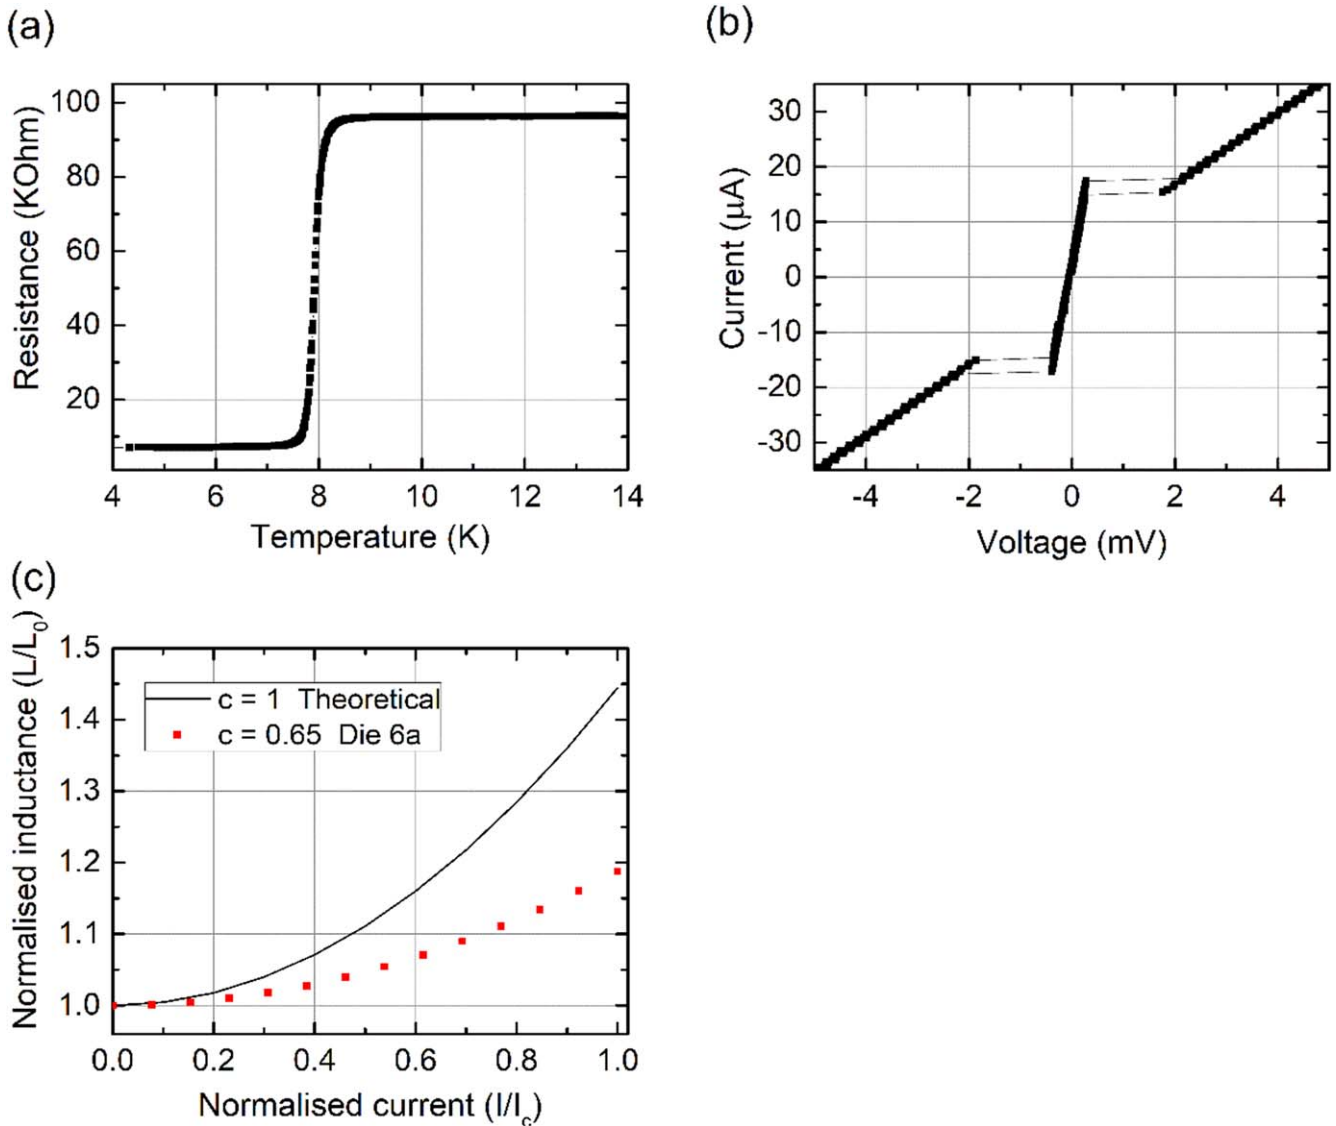 (a)
Resistance (KOhm)
100
80
60
40
20
4 6 8 10 12 14
Temperature (K)
(b)
Current (μA)
30
20
10
0
-10
-20
-30
-4 -2 0 2 4
Voltage (mV)
(c)
Normalised inductance (L/L₀)
1.5
1.4
1.3
1.2
1.1
1.0
c = 1 Theoretical
c = 0.65 Die 6a
0.0 0.2 0.4 0.6 0.8 1.0
Normalised current (I/I_c)